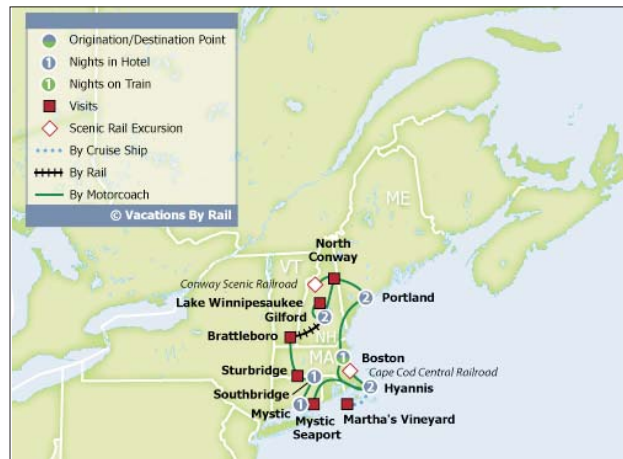 Origination/Destination Point
1 Nights in Hotel
1 Nights on Train
Visits
Scenic Rail Excursion
By Cruise Ship
By Rail
By Motorcoach
© Vacations By Rail
ME
North
Conway
VT
Conway Scenic Railroad
Lake Winnipesaukee
2 Portland
Gilford 2
Brattleboro
NH
MA
1 Boston
Cape Cod Central Railroad
Sturbridge
1
2 Hyannis
Southbridge
Mystic 1
Mystic
Seaport
Martha's Vineyard